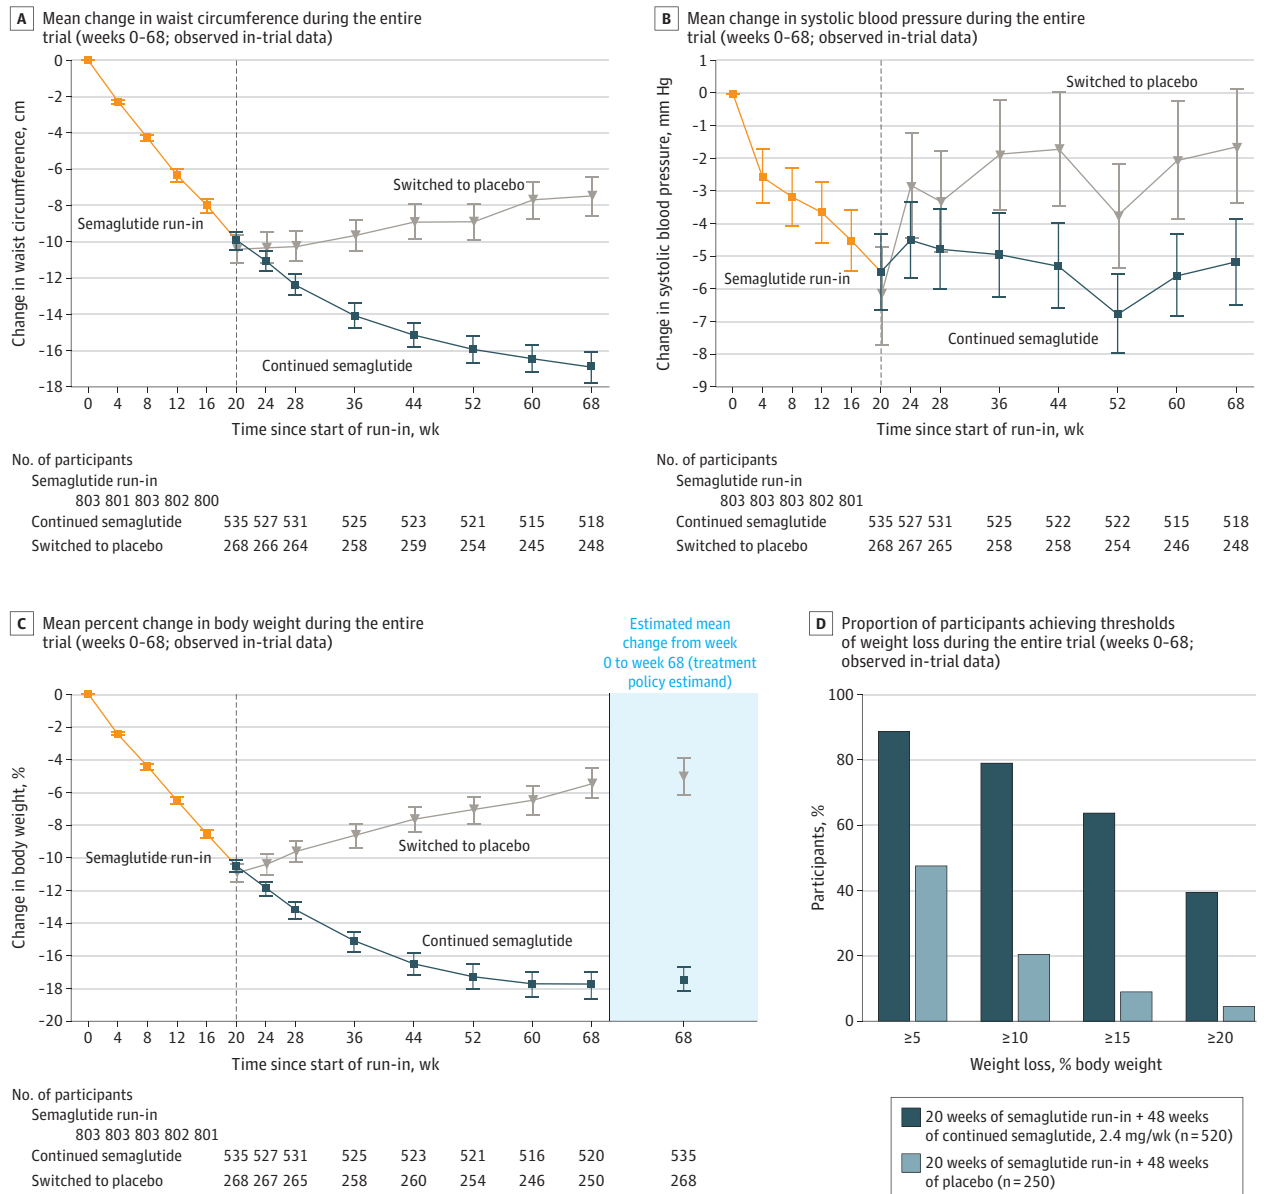 A Mean change in waist circumference during the entire
trial (weeks 0-68; observed in-trial data)
Change in waist circumference, cm
0
-2
-4
-6
-8
-10
-12
-14
-16
-18
Switched to placebo
Semaglutide run-in
Continued semaglutide
0 4 8 12 16 20 24 28 36 44 52 60 68
Time since start of run-in, wk
No. of participants
Semaglutide run-in
803 801 803 802 800
Continued semaglutide 535 527 531 525 523 521 515 518
Switched to placebo 268 266 264 258 259 254 245 248
B Mean change in systolic blood pressure during the entire
trial (weeks 0-68; observed in-trial data)
Change in systolic blood pressure, mm Hg
1
0
-1
-2
-3
-4
-5
-6
-7
-8
-9
Switched to placebo
Semaglutide run-in
Continued semaglutide
0 4 8 12 16 20 24 28 36 44 52 60 68
Time since start of run-in, wk
No. of participants
Semaglutide run-in
803 803 803 802 801
Continued semaglutide 535 527 531 525 522 522 515 518
Switched to placebo 268 267 265 258 258 254 246 248
C Mean percent change in body weight during the entire
trial (weeks 0-68; observed in-trial data)
Estimated mean
change from week
0 to week 68 (treatment
policy estimand)
Change in body weight, %
0
-2
-4
-6
-8
-10
-12
-14
-16
-18
-20
Semaglutide run-in
Switched to placebo
Continued semaglutide
0 4 8 12 16 20 24 28 36 44 52 60 68 68
Time since start of run-in, wk
No. of participants
Semaglutide run-in
803 803 803 802 801
Continued semaglutide 535 527 531 525 523 521 516 520 535
Switched to placebo 268 267 265 258 260 254 246 250 268
D Proportion of participants achieving thresholds
of weight loss during the entire trial (weeks 0-68;
observed in-trial data)
Participants, %
100
80
60
40
20
0
≥5 ≥10 ≥15 ≥20
Weight loss, % body weight
20 weeks of semaglutide run-in + 48 weeks
of continued semaglutide, 2.4 mg/wk (n = 520)
20 weeks of semaglutide run-in + 48 weeks
of placebo (n = 250)